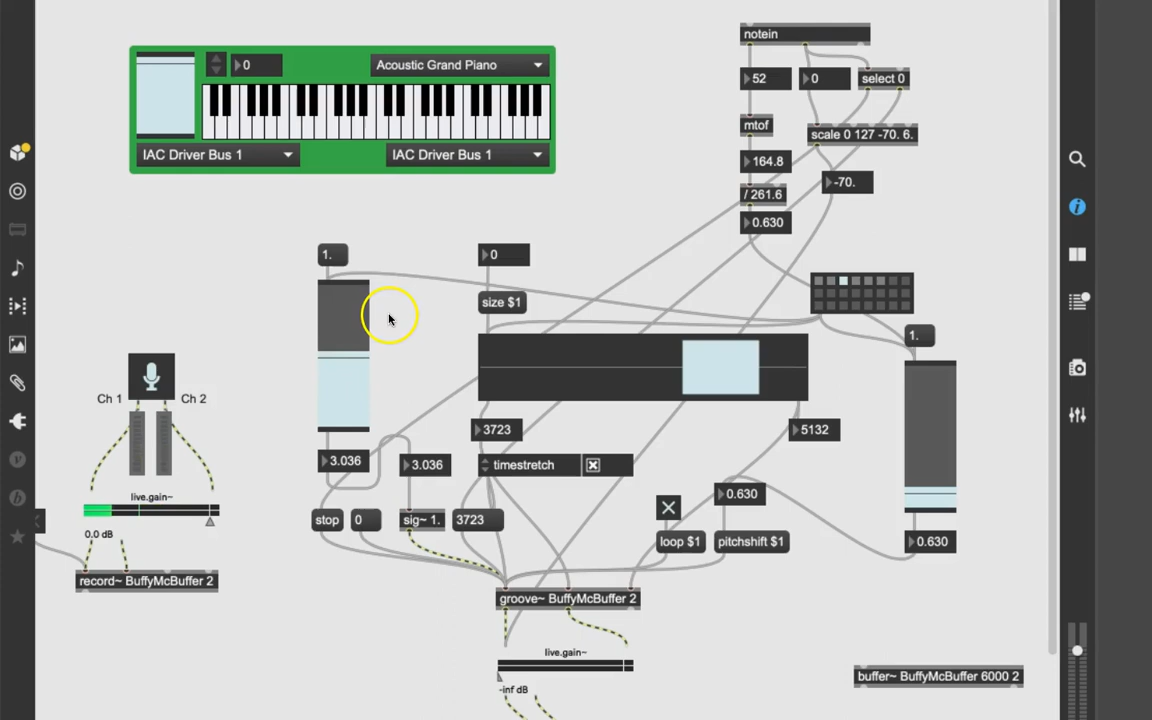 notein
0
Acoustic Grand Piano
52
0
select 0
mtof
scale 0 127 -70. 6.
IAC Driver Bus 1
IAC Driver Bus 1
164.8
-70.
/ 261.6
0.630
1.
0
size $1
1.
Ch 1
Ch 2
3723
5132
3.036
3.036
timestretch
live.gain~
0.630
stop
0
sig~ 1.
3723
0.0 dB
loop $1
pitchshift $1
0.630
record~ BuffyMcBuffer 2
groove~ BuffyMcBuffer 2
live.gain~
buffer~ BuffyMcBuffer 6000 2
-inf dB